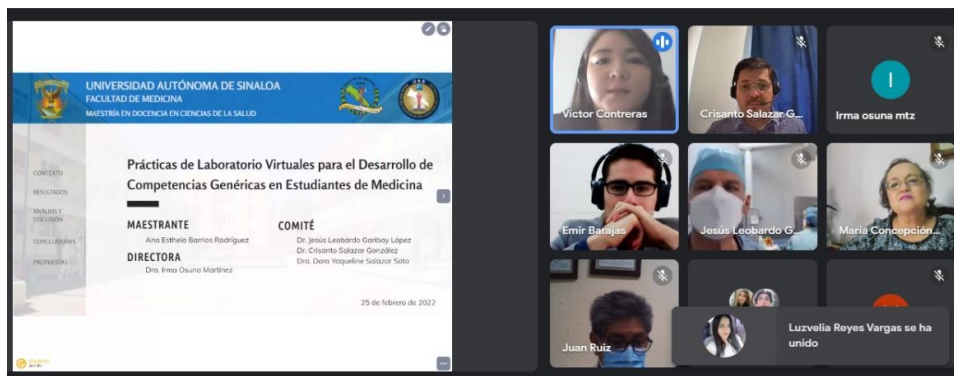 UNIVERSIDAD AUTÓNOMA DE SINALOA
FACULTAD DE MEDICINA
MAESTRÍA EN DOCENCIA EN CIENCIAS DE LA SALUD
CONTEXTO
RESULTADOS
ANÁLISIS Y
DISCUSIÓN
CONCLUSIONES
PROPUESTAS
Prácticas de Laboratorio Virtuales para el Desarrollo de
Competencias Genéricas en Estudiantes de Medicina
MAESTRANTE
Ana Esthela Barrios Rodríguez
DIRECTORA
Dra. Irma Osuna Martínez
COMITÉ
Dr. Jesús Leobardo Garibay López
Dr. Crisanto Salazar González
Dra. Dora Yaqueline Salazar Soto
25 de febrero de 2022
Victor Contreras
Crisanto Salazar G...
I
Irma osuna mtz
Emir Barajas
Jesús Leobardo G...
María Concepción...
Juan Ruiz
Luzvelia Reyes Vargas se ha
unido